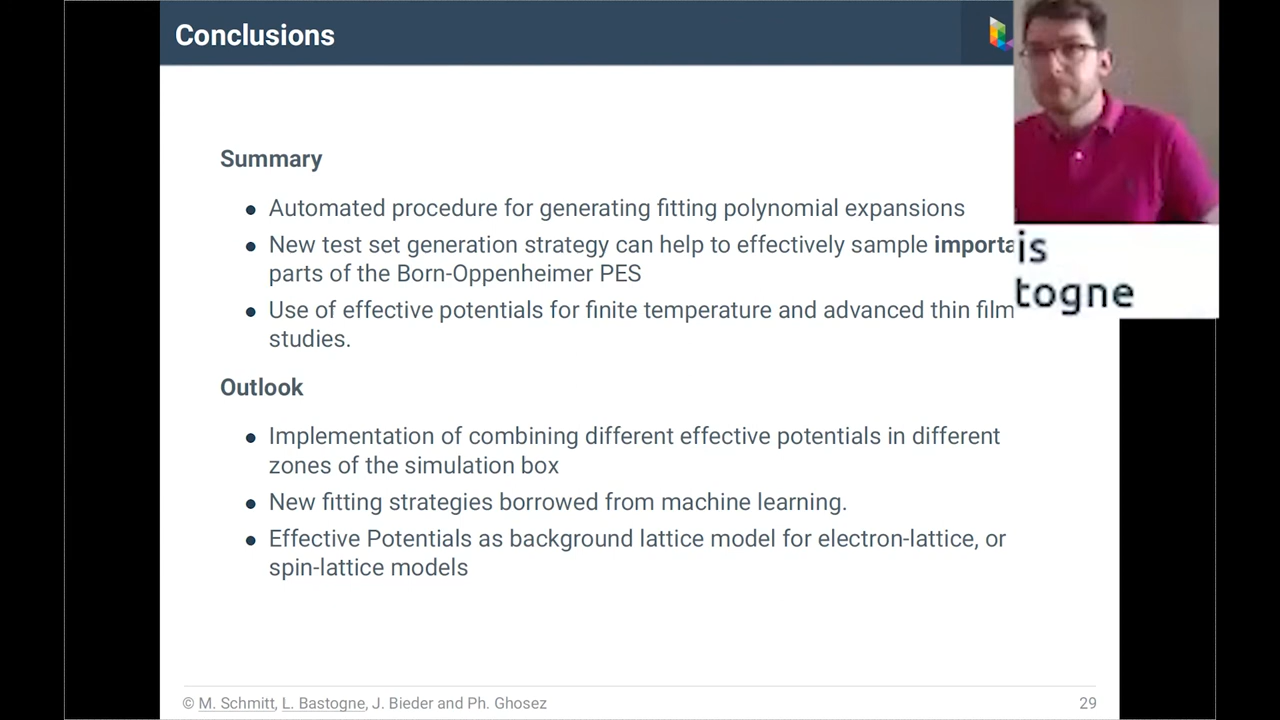 Conclusions
Summary
● Automated procedure for generating fitting polynomial expansions
● New test set generation strategy can help to effectively sample
parts of the Born-Oppenheimer PES
● Use of effective potentials for finite temperature and advanced thin film
studies.
is
togne
Outlook
● Implementation of combining different effective potentials in different
zones of the simulation box
● New fitting strategies borrowed from machine learning.
● Effective Potentials as background lattice model for electron-lattice, or
spin-lattice models
© M. Schmitt, L. Bastogne, J. Bieder and Ph. Ghosez
29